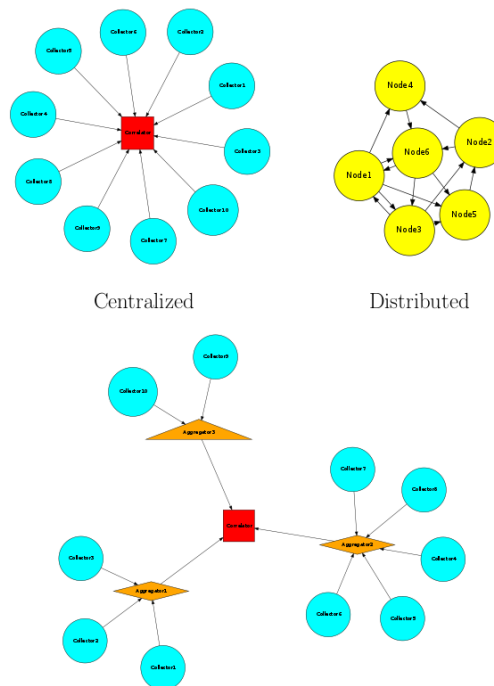 Collector6
Collector2
Collector5
Collector1
Collector4
Correlator
Collector3
Collector8
Collector10
Collector9
Collector7
Node4
Node2
Node6
Node1
Node5
Node3
Centralized
Distributed
Collector9
Collector10
Aggregator3
Collector7
Collector8
Correlator
Aggregator2
Collector4
Collector3
Aggregator1
Collector6
Collector5
Collector2
Collector1